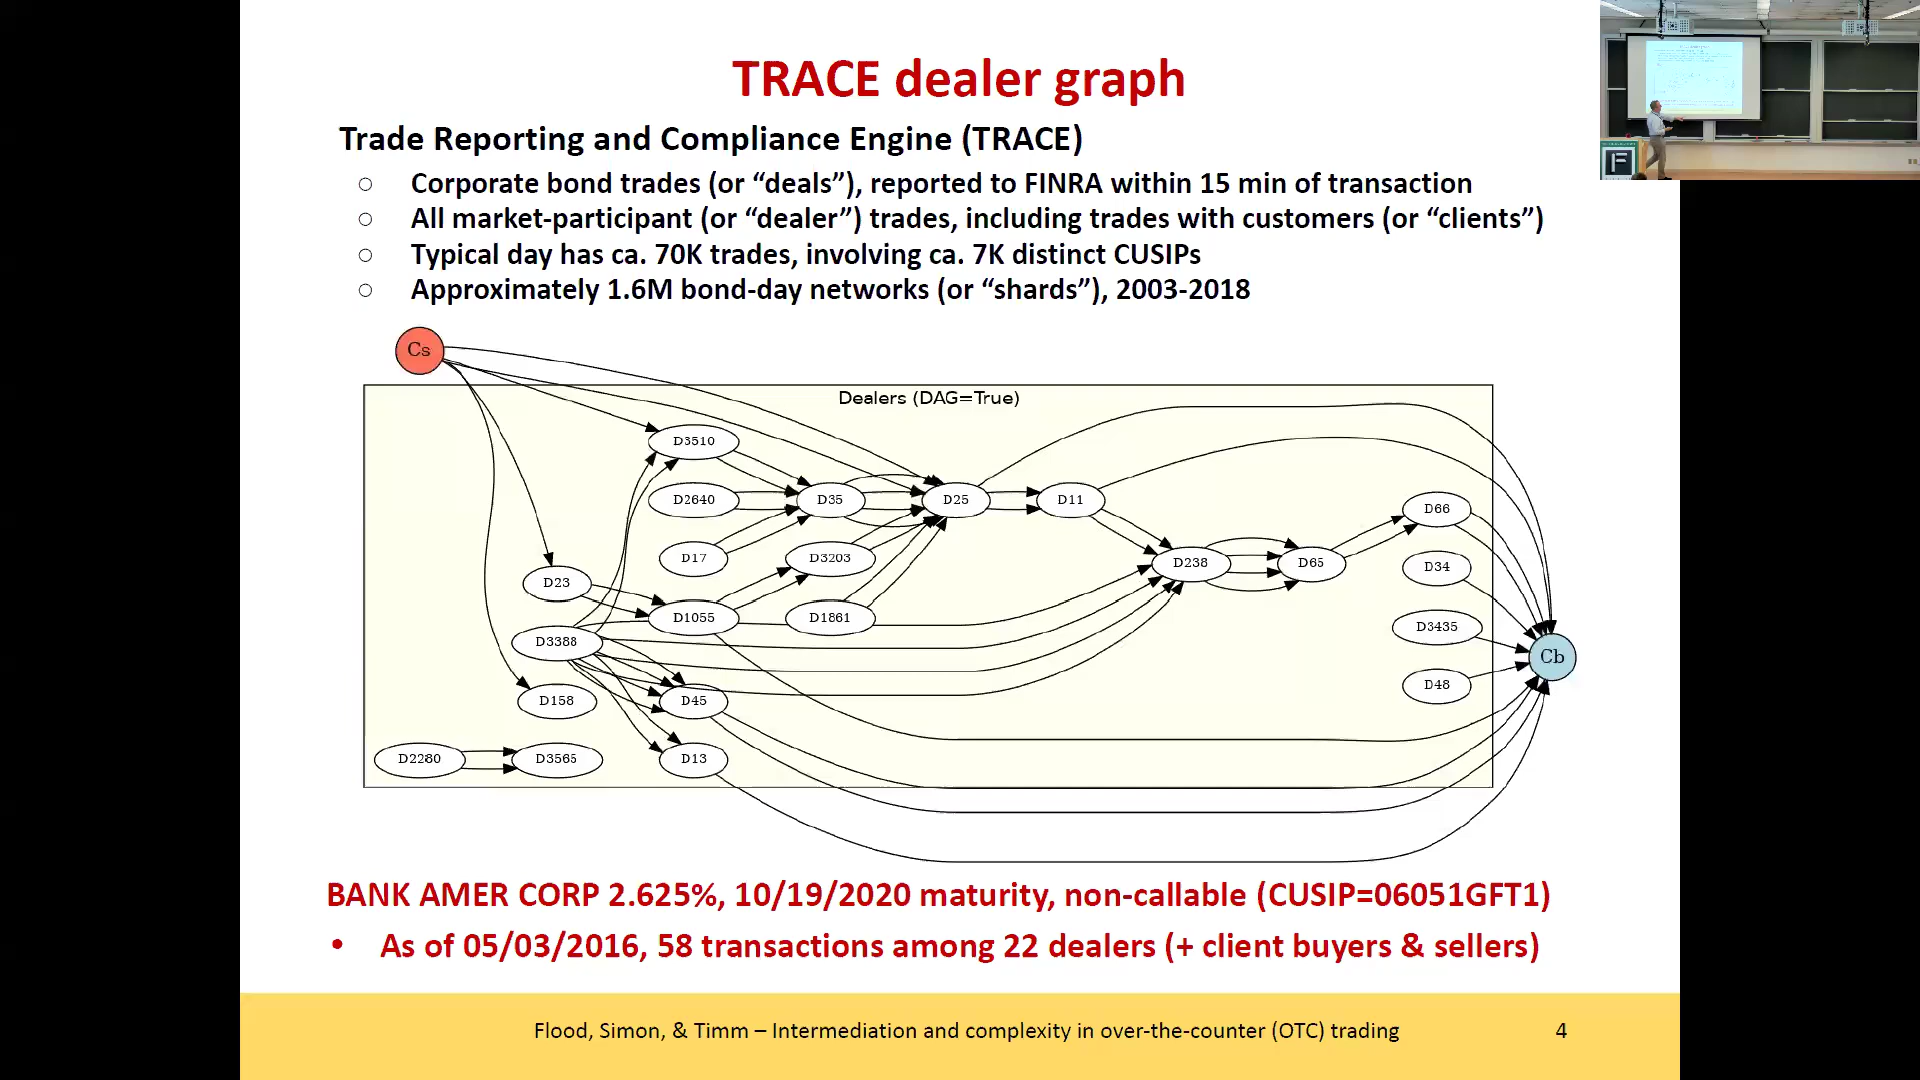 TRACE dealer graph
Trade Reporting and Compliance Engine (TRACE)
○ Corporate bond trades (or “deals”), reported to FINRA within 15 min of transaction
○ All market-participant (or “dealer”) trades, including trades with customers (or “clients”)
○ Typical day has ca. 70K trades, involving ca. 7K distinct CUSIPs
○ Approximately 1.6M bond-day networks (or “shards”), 2003-2018
Cs
Dealers (DAG=True)
D3510
D2640 D35 D25 D11 D66
D17 D3203 D238 D65 D34
D23
D1055 D1861 D3435
D3388 Cb
D158 D45 D48
D2280 D3565 D13
BANK AMER CORP 2.625%, 10/19/2020 maturity, non-callable (CUSIP=06051GFT1)
• As of 05/03/2016, 58 transactions among 22 dealers (+ client buyers & sellers)
Flood, Simon, & Timm – Intermediation and complexity in over-the-counter (OTC) trading 4
F